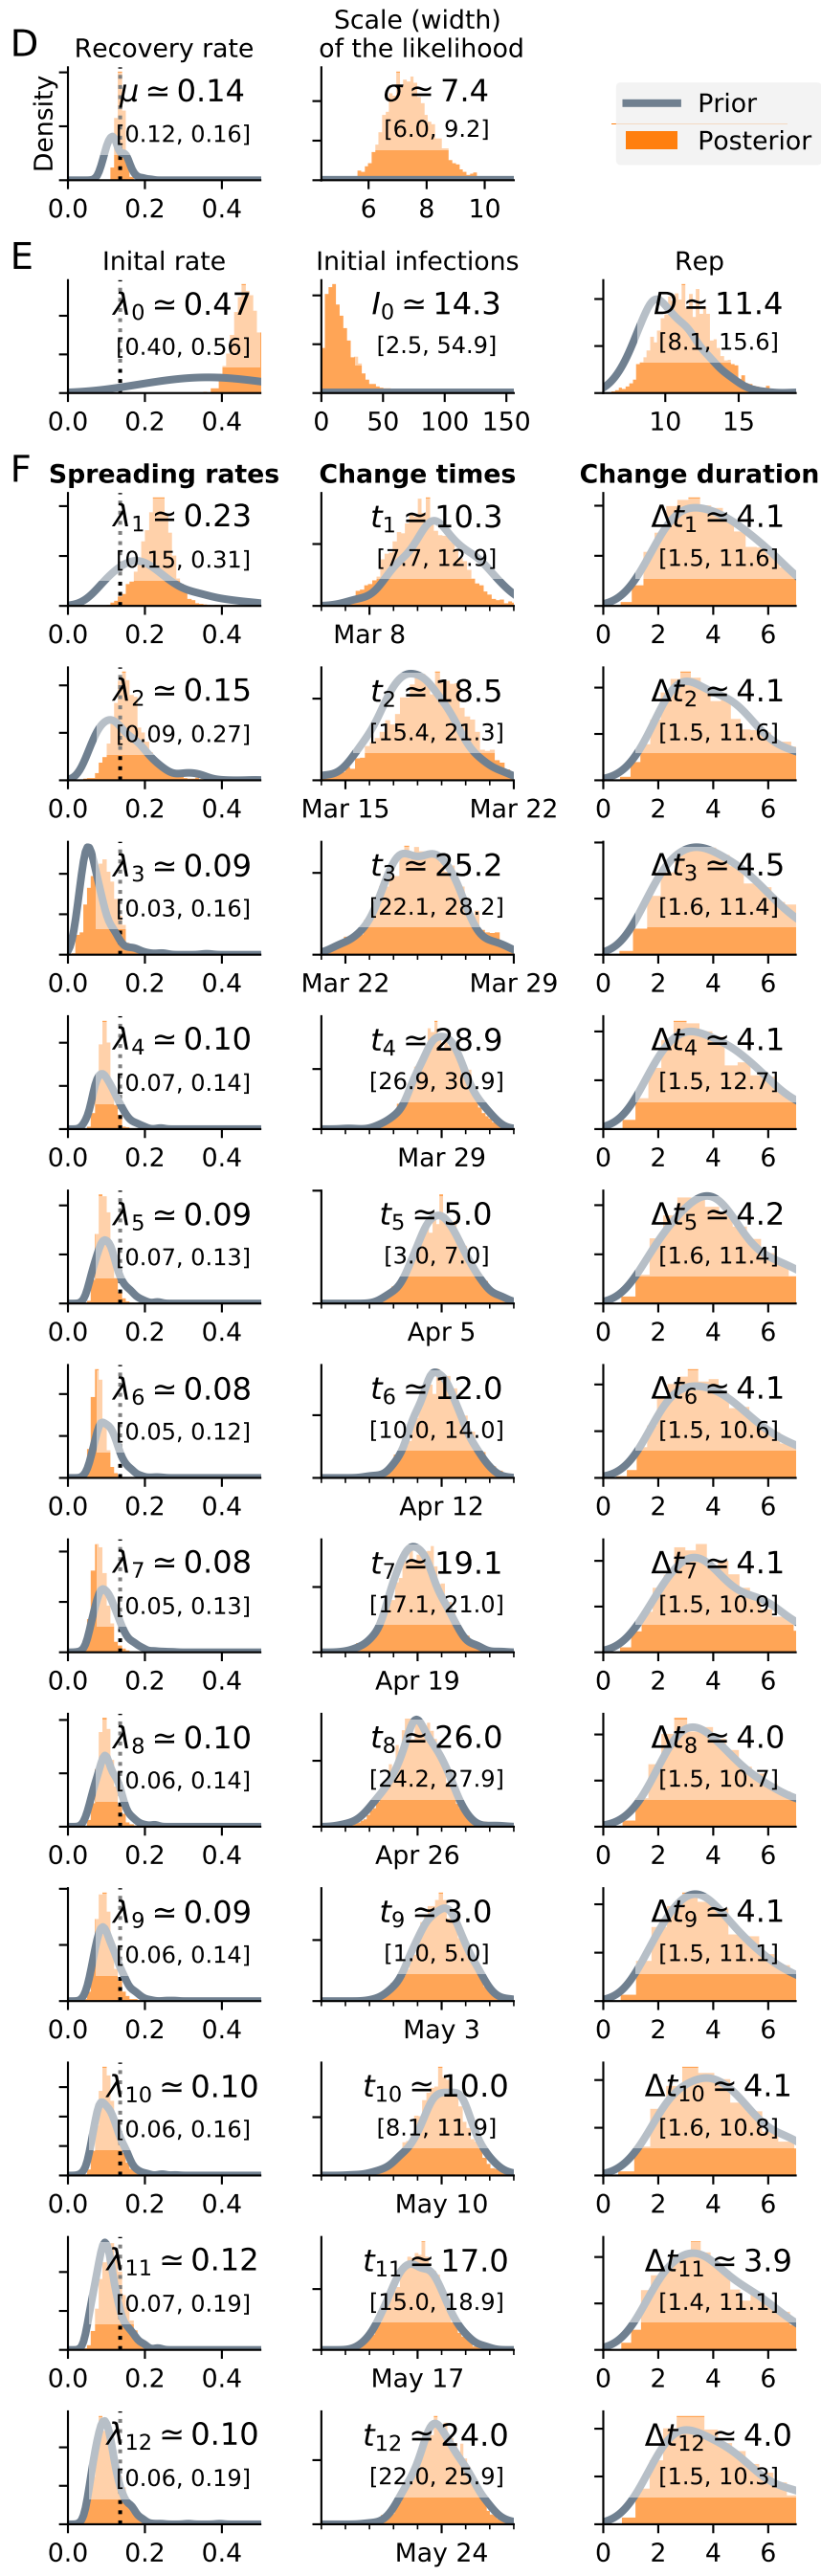 D
Recovery rate
Scale (width)
of the likelihood
Density
μ ≃ 0.14
[0.12, 0.16]
0.0 0.2 0.4
σ ≃ 7.4
[6.0, 9.2]
6 8 10
Prior
Posterior
E
Inital rate
Initial infections
Rep
λ0 ≃ 0.47
[0.40, 0.56]
0.0 0.2 0.4
I0 ≃ 14.3
[2.5, 54.9]
0 50 100 150
D ≃ 11.4
[8.1, 15.6]
10 15
F
Spreading rates
Change times
Change duration
λ1 ≃ 0.23
[0.15, 0.31]
0.0 0.2 0.4
t1 ≃ 10.3
[7.7, 12.9]
Mar 8
Δt1 ≃ 4.1
[1.5, 11.6]
0 2 4 6
λ2 ≃ 0.15
[0.09, 0.27]
0.0 0.2 0.4
t2 ≃ 18.5
[15.4, 21.3]
Mar 15 Mar 22
Δt2 ≃ 4.1
[1.5, 11.6]
0 2 4 6
λ3 ≃ 0.09
[0.03, 0.16]
0.0 0.2 0.4
t3 ≃ 25.2
[22.1, 28.2]
Mar 22 Mar 29
Δt3 ≃ 4.5
[1.6, 11.4]
0 2 4 6
λ4 ≃ 0.10
[0.07, 0.14]
0.0 0.2 0.4
t4 ≃ 28.9
[26.9, 30.9]
Mar 29
Δt4 ≃ 4.1
[1.5, 12.7]
0 2 4 6
λ5 ≃ 0.09
[0.07, 0.13]
0.0 0.2 0.4
t5 ≃ 5.0
[3.0, 7.0]
Apr 5
Δt5 ≃ 4.2
[1.6, 11.4]
0 2 4 6
λ6 ≃ 0.08
[0.05, 0.12]
0.0 0.2 0.4
t6 ≃ 12.0
[10.0, 14.0]
Apr 12
Δt6 ≃ 4.1
[1.5, 10.6]
0 2 4 6
λ7 ≃ 0.08
[0.05, 0.13]
0.0 0.2 0.4
t7 ≃ 19.1
[17.1, 21.0]
Apr 19
Δt7 ≃ 4.1
[1.5, 10.9]
0 2 4 6
λ8 ≃ 0.10
[0.06, 0.14]
0.0 0.2 0.4
t8 ≃ 26.0
[24.2, 27.9]
Apr 26
Δt8 ≃ 4.0
[1.5, 10.7]
0 2 4 6
λ9 ≃ 0.09
[0.06, 0.14]
0.0 0.2 0.4
t9 ≃ 3.0
[1.0, 5.0]
May 3
Δt9 ≃ 4.1
[1.5, 11.1]
0 2 4 6
λ10 ≃ 0.10
[0.06, 0.16]
0.0 0.2 0.4
t10 ≃ 10.0
[8.1, 11.9]
May 10
Δt10 ≃ 4.1
[1.6, 10.8]
0 2 4 6
λ11 ≃ 0.12
[0.07, 0.19]
0.0 0.2 0.4
t11 ≃ 17.0
[15.0, 18.9]
May 17
Δt11 ≃ 3.9
[1.4, 11.1]
0 2 4 6
λ12 ≃ 0.10
[0.06, 0.19]
0.0 0.2 0.4
t12 ≃ 24.0
[22.0, 25.9]
May 24
Δt12 ≃ 4.0
[1.5, 10.3]
0 2 4 6